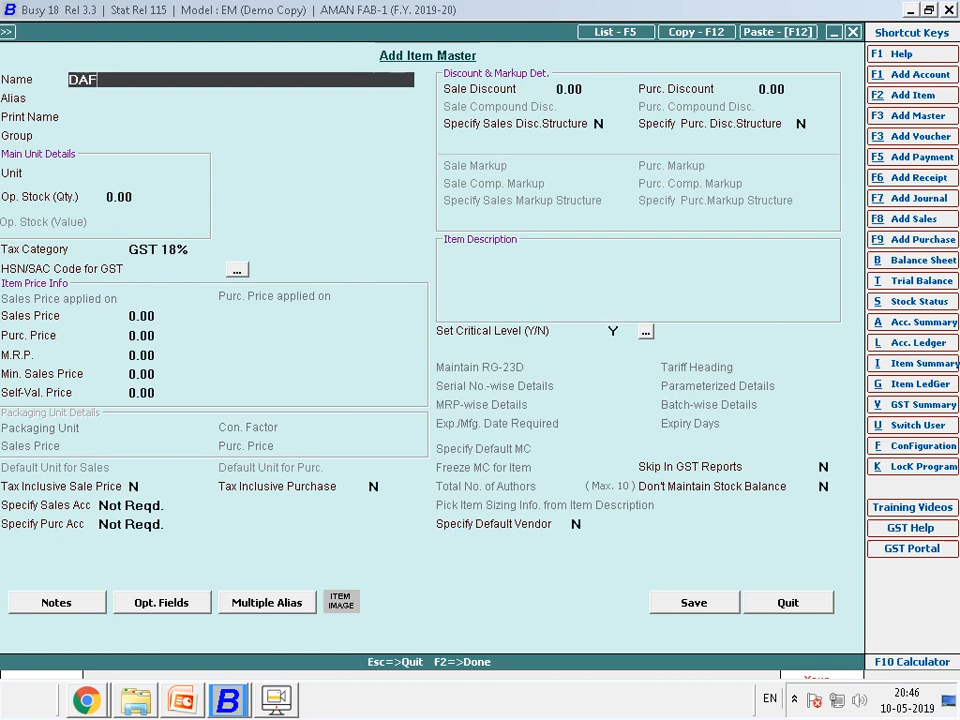 Busy 18 Rel 3.3 | Stat Rel 115 | Model : EM (Demo Copy) | AMAN FAB-1 (F.Y. 2019-20)
>> List - F5 Copy - F12 Paste - [F12]
Add Item Master
Name DAF
Alias
Print Name
Group
Main Unit Details
Unit
Op. Stock (Qty.) 0.00
Op. Stock (Value)
Tax Category GST 18%
HSN/SAC Code for GST ...
Item Price Info
Sales Price applied on Purc. Price applied on
Sales Price 0.00
Purc. Price 0.00
M.R.P. 0.00
Min. Sales Price 0.00
Self-Val. Price 0.00
Packaging Unit Details
Packaging Unit Con. Factor
Sales Price Purc. Price
Default Unit for Sales Default Unit for Purc.
Tax Inclusive Sale Price N Tax Inclusive Purchase N
Specify Sales Acc Not Reqd.
Specify Purc Acc Not Reqd.
Discount & Markup Det.
Sale Discount 0.00 Purc. Discount 0.00
Sale Compound Disc. Purc. Compound Disc.
Specify Sales Disc.Structure N Specify Purc. Disc.Structure N
Sale Markup Purc. Markup
Sale Comp. Markup Purc. Comp. Markup
Specify Sales Markup Structure Specify Purc.Markup Structure
Item Description
Set Critical Level (Y/N) Y ...
Maintain RG-23D Tariff Heading
Serial No.-wise Details Parameterized Details
MRP-wise Details Batch-wise Details
Exp./Mfg. Date Required Expiry Days
Specify Default MC
Freeze MC for Item Skip In GST Reports N
Total No. of Authors (Max. 10) Don't Maintain Stock Balance N
Pick Item Sizing Info. from Item Description
Specify Default Vendor N
Notes Opt. Fields Multiple Alias ITEM IMAGE Save Quit
Esc=>Quit F2=>Done
Shortcut Keys
F1 Help
F1 Add Account
F2 Add Item
F3 Add Master
F3 Add Voucher
F5 Add Payment
F6 Add Receipt
F7 Add Journal
F8 Add Sales
F9 Add Purchase
B Balance Sheet
T Trial Balance
S Stock Status
A Acc. Summary
L Acc. Ledger
I Item Summary
G Item LedGer
V GST Summary
U Switch User
F ConFiguration
K LocK Program
Training Videos
GST Help
GST Portal
F10 Calculator
EN 20:46
10-05-2019